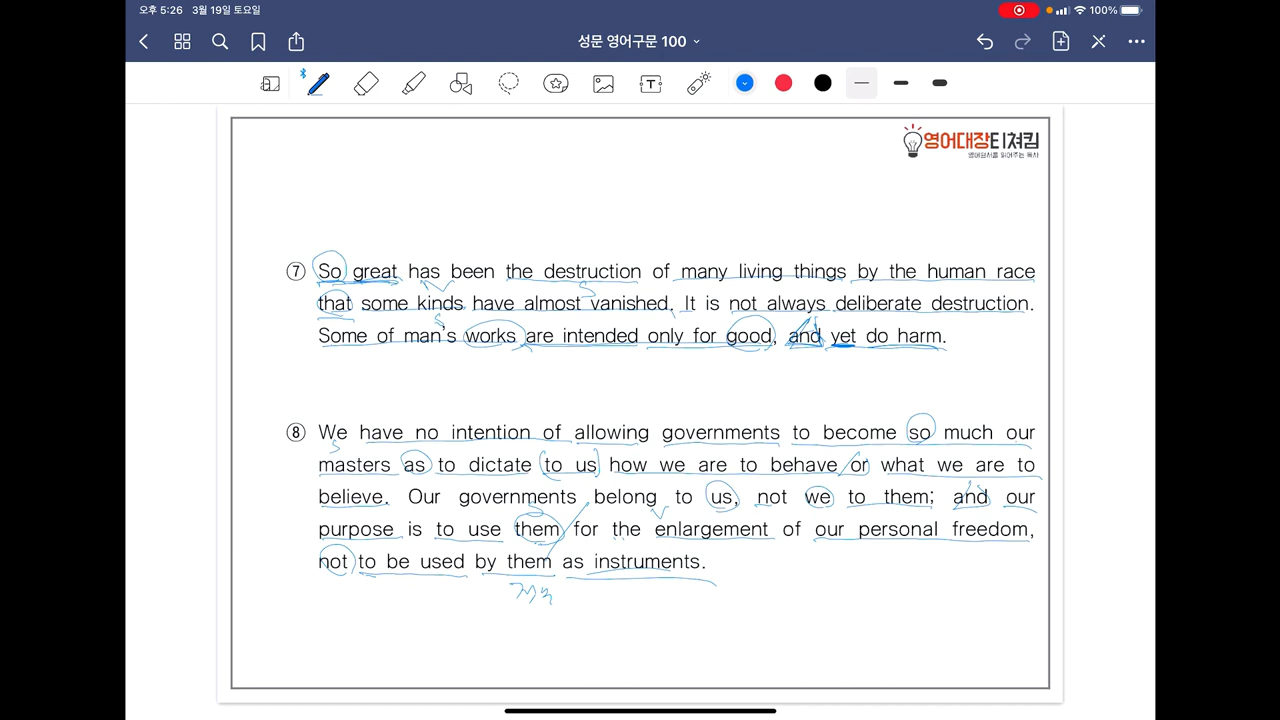 오후 5:26 3월 19일 토요일
100%
성문 영어구문 100
영어대장티쳐킴
⑦ So great has been the destruction of many living things by the human race
that some kinds have almost vanished. It is not always deliberate destruction.
Some of man's works are intended only for good, and yet do harm.
⑧ We have no intention of allowing governments to become so much our
masters as to dictate to us how we are to behave or what we are to
believe. Our governments belong to us, not we to them; and our
purpose is to use them for the enlargement of our personal freedom,
not to be used by them as instruments.